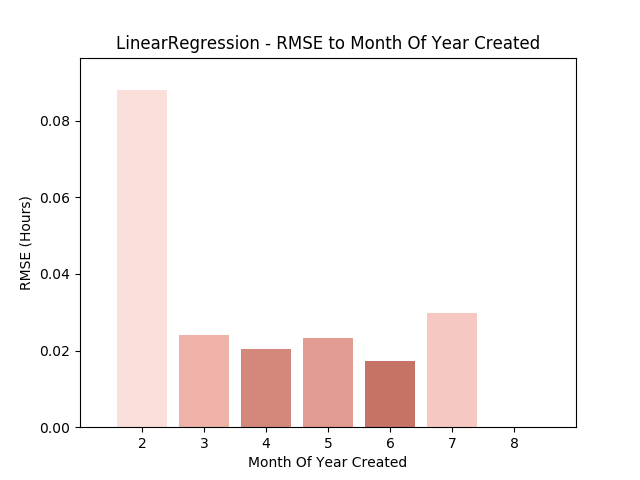 LinearRegression - RMSE to Month Of Year Created
0.08
0.06
0.04
0.02
0.00
RMSE (Hours)
2 3 4 5 6 7 8
Month Of Year Created